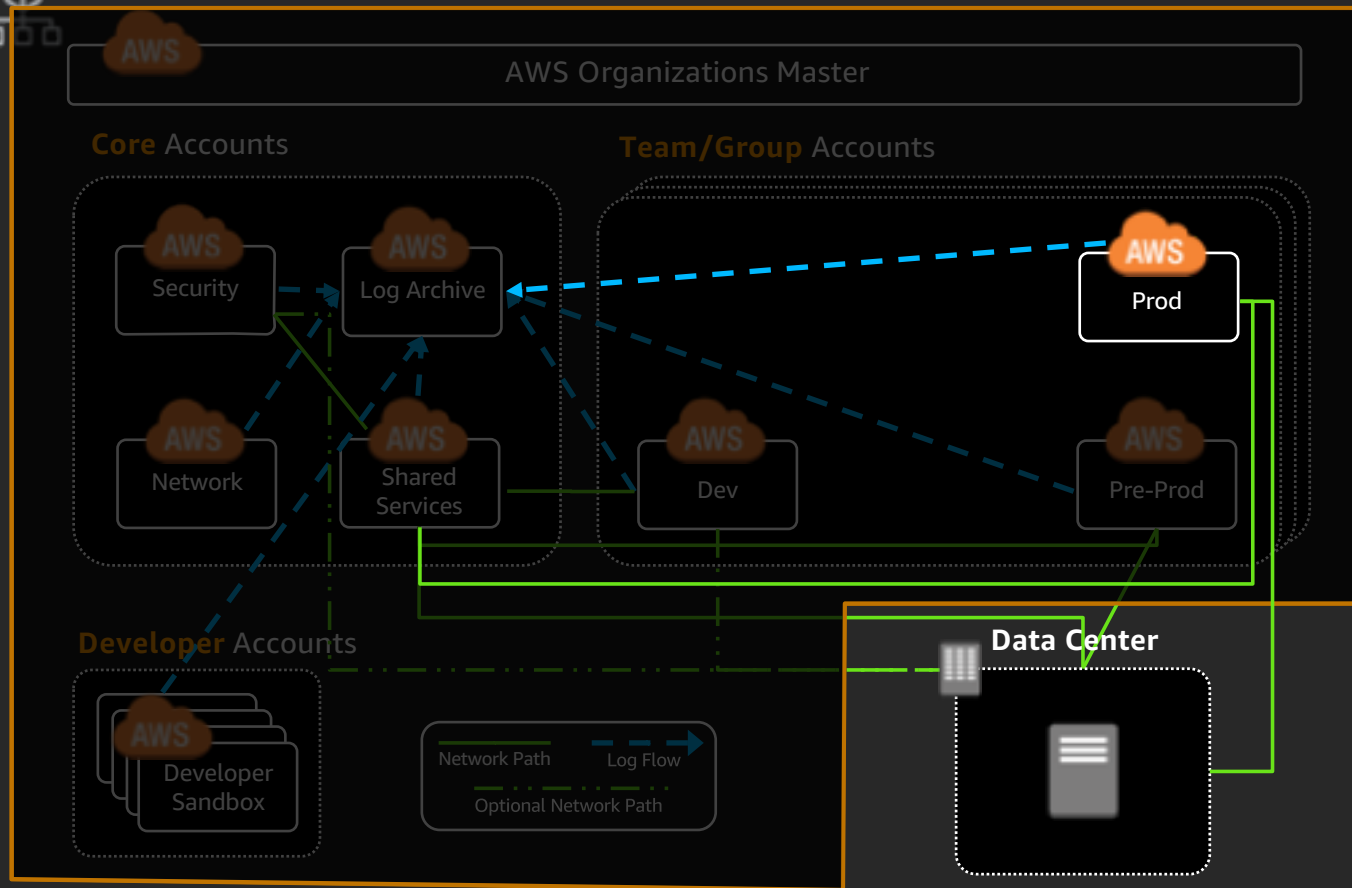 AWS
AWS Organizations Master
Core Accounts
Team/Group Accounts
AWS
Security
AWS
Log Archive
AWS
Prod
AWS
Network
AWS
Shared
Services
AWS
Dev
AWS
Pre-Prod
Developer Accounts
Data Center
AWS
Developer
Sandbox
Network Path
Log Flow
Optional Network Path